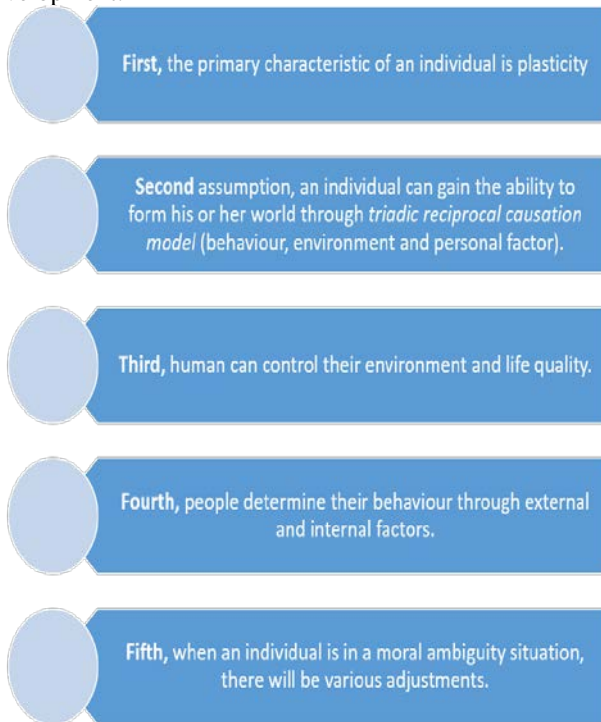 First, the primary characteristic of an individual is plasticity
Second assumption, an individual can gain the ability to
form his or her world through triadic reciprocal causation
model (behaviour, environment and personal factor).
Third, human can control their environment and life quality.
Fourth, people determine their behaviour through external
and internal factors.
Fifth, when an individual is in a moral ambiguity situation,
there will be various adjustments.